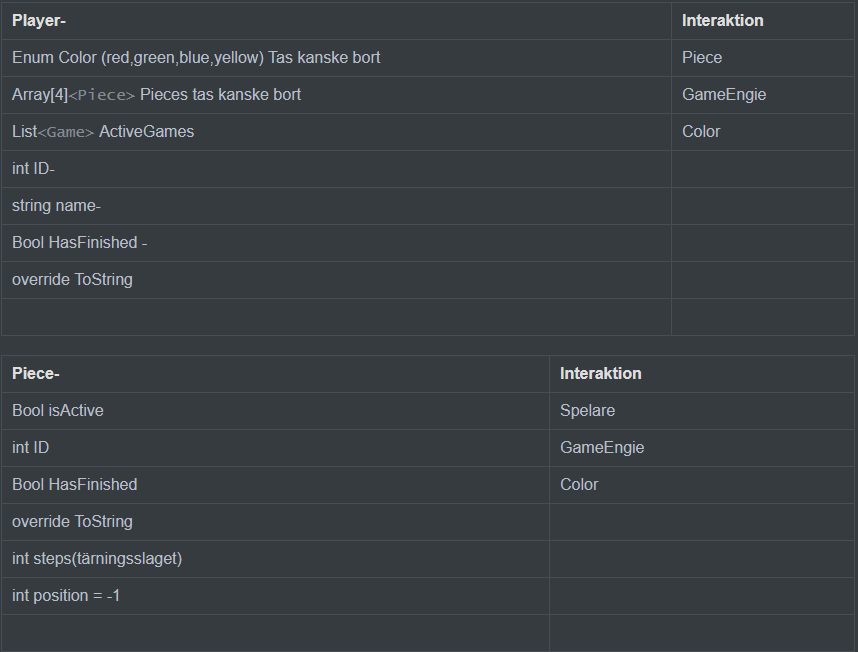 Player- Interaktion
Enum Color (red,green,blue,yellow) Tas kanske bort Piece
Array[4]<Piece> Pieces tas kanske bort GameEngie
List<Game> ActiveGames Color
int ID-
string name-
Bool HasFinished -
override ToString
Piece- Interaktion
Bool isActive Spelare
int ID GameEngie
Bool HasFinished Color
override ToString
int steps(tärningsslaget)
int position = -1